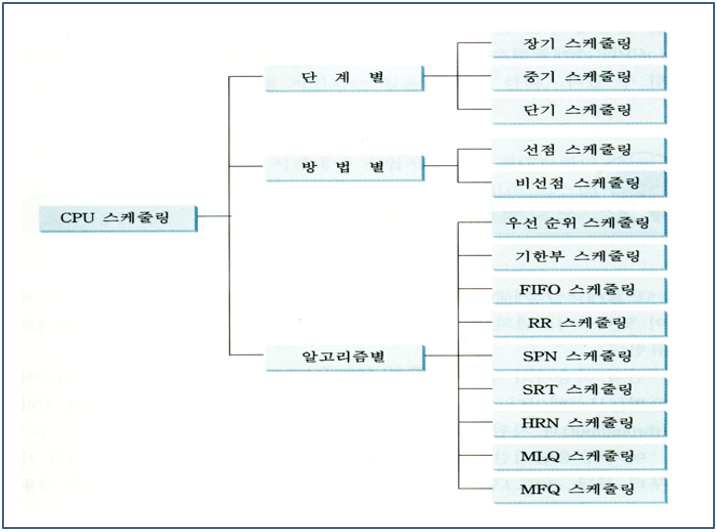 장기 스케줄링
단 계 별
중기 스케줄링
단기 스케줄링
선점 스케줄링
방 법 별
비선점 스케줄링
CPU 스케줄링
우선 순위 스케줄링
기한부 스케줄링
FIFO 스케줄링
RR 스케줄링
알고리즘별
SPN 스케줄링
SRT 스케줄링
HRN 스케줄링
MLQ 스케줄링
MFQ 스케줄링